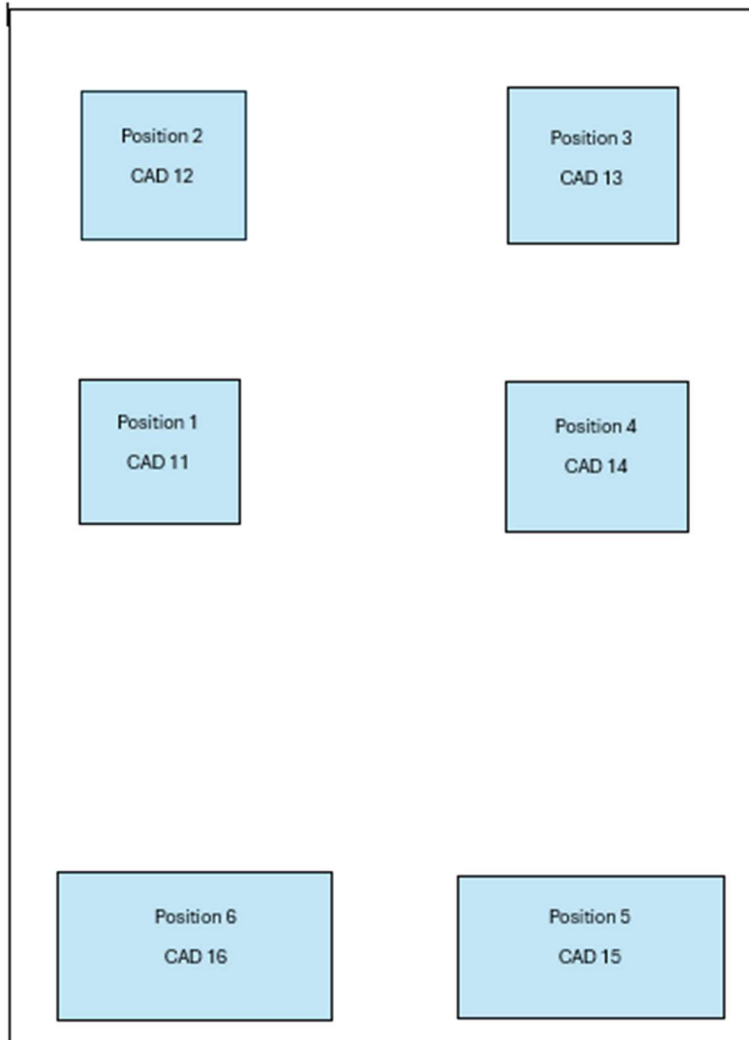 Position 2
CAD 12
Position 3
CAD 13
Position 1
CAD 11
Position 4
CAD 14
Position 6
CAD 16
Position 5
CAD 15